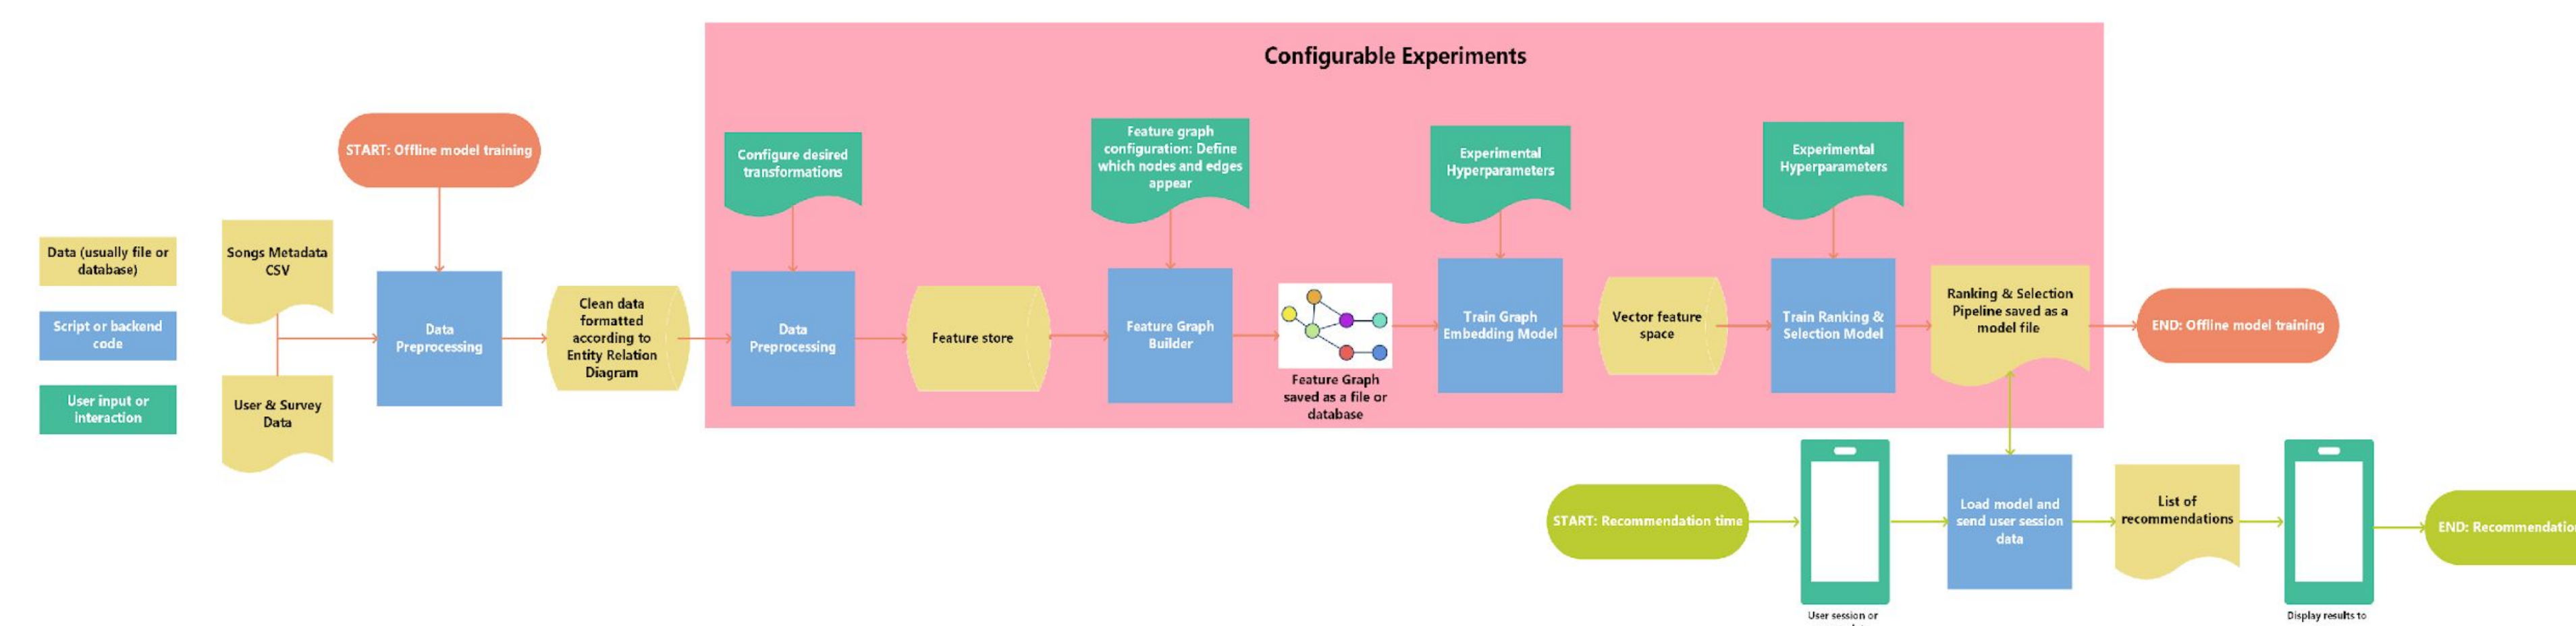 Configurable Experiments
START: Offline model training
Configure desired
transformations
Feature graph
configuration: Define
which nodes and edges
appear
Experimental
Hyperparameters
Experimental
Hyperparameters
Data (usually file or
database)
Script or backend
code
User input or
interaction
Songs Metadata
CSV
User & Survey
Data
Data
Preprocessing
Clean data
formatted
according to
Entity Relation
Diagram
Data
Preprocessing
Feature store
Feature Graph
Builder
Feature Graph
saved as a file or
database
Train Graph
Embedding Model
Vector feature
space
Train Ranking &
Selection Model
Ranking & Selection
Pipeline saved as a
model file
END: Offline model training
START: Recommendation time
User session or
Load model and
send user session
data
List of
recommendations
Display results to
END: Recommendatio